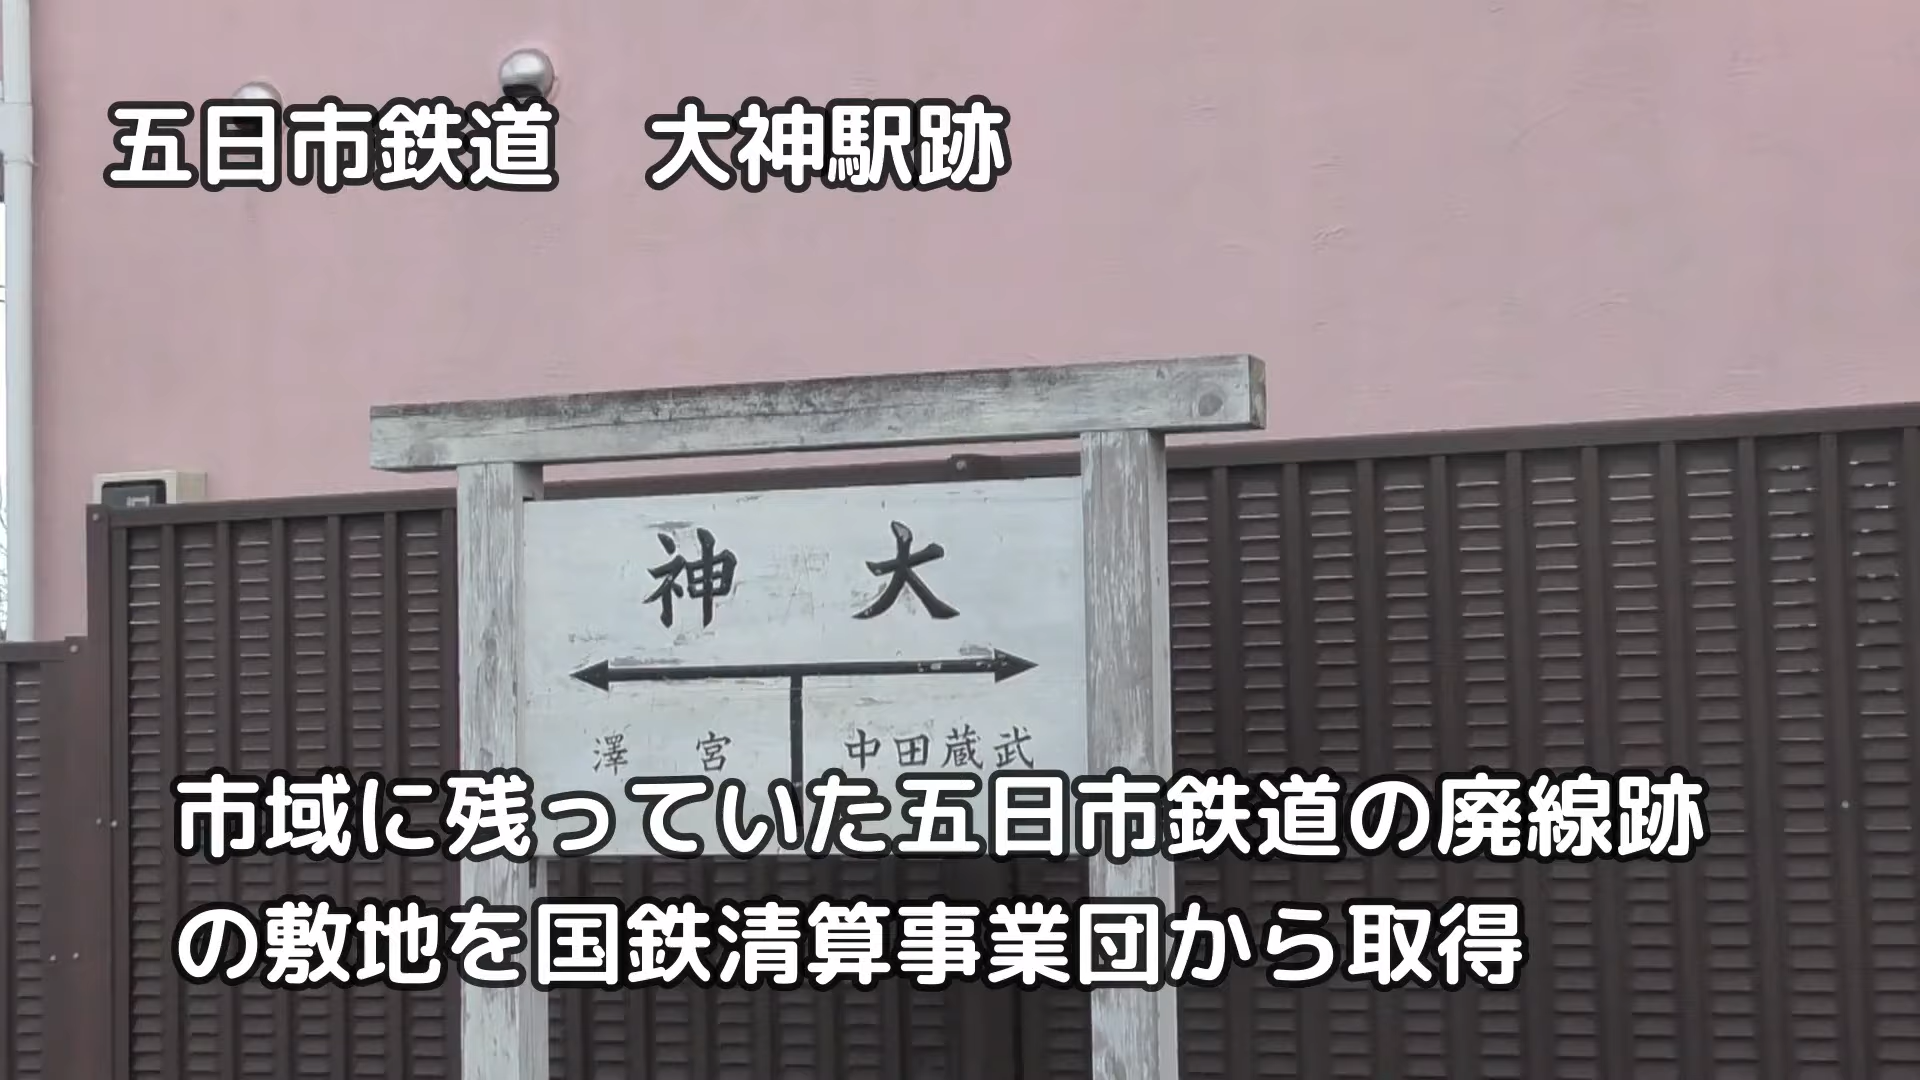 五日市鉄道　大神駅跡
神　大
澤　宮
中田蔵武
市域に残っていた五日市鉄道の廃線跡
の敷地を国鉄清算事業団から取得